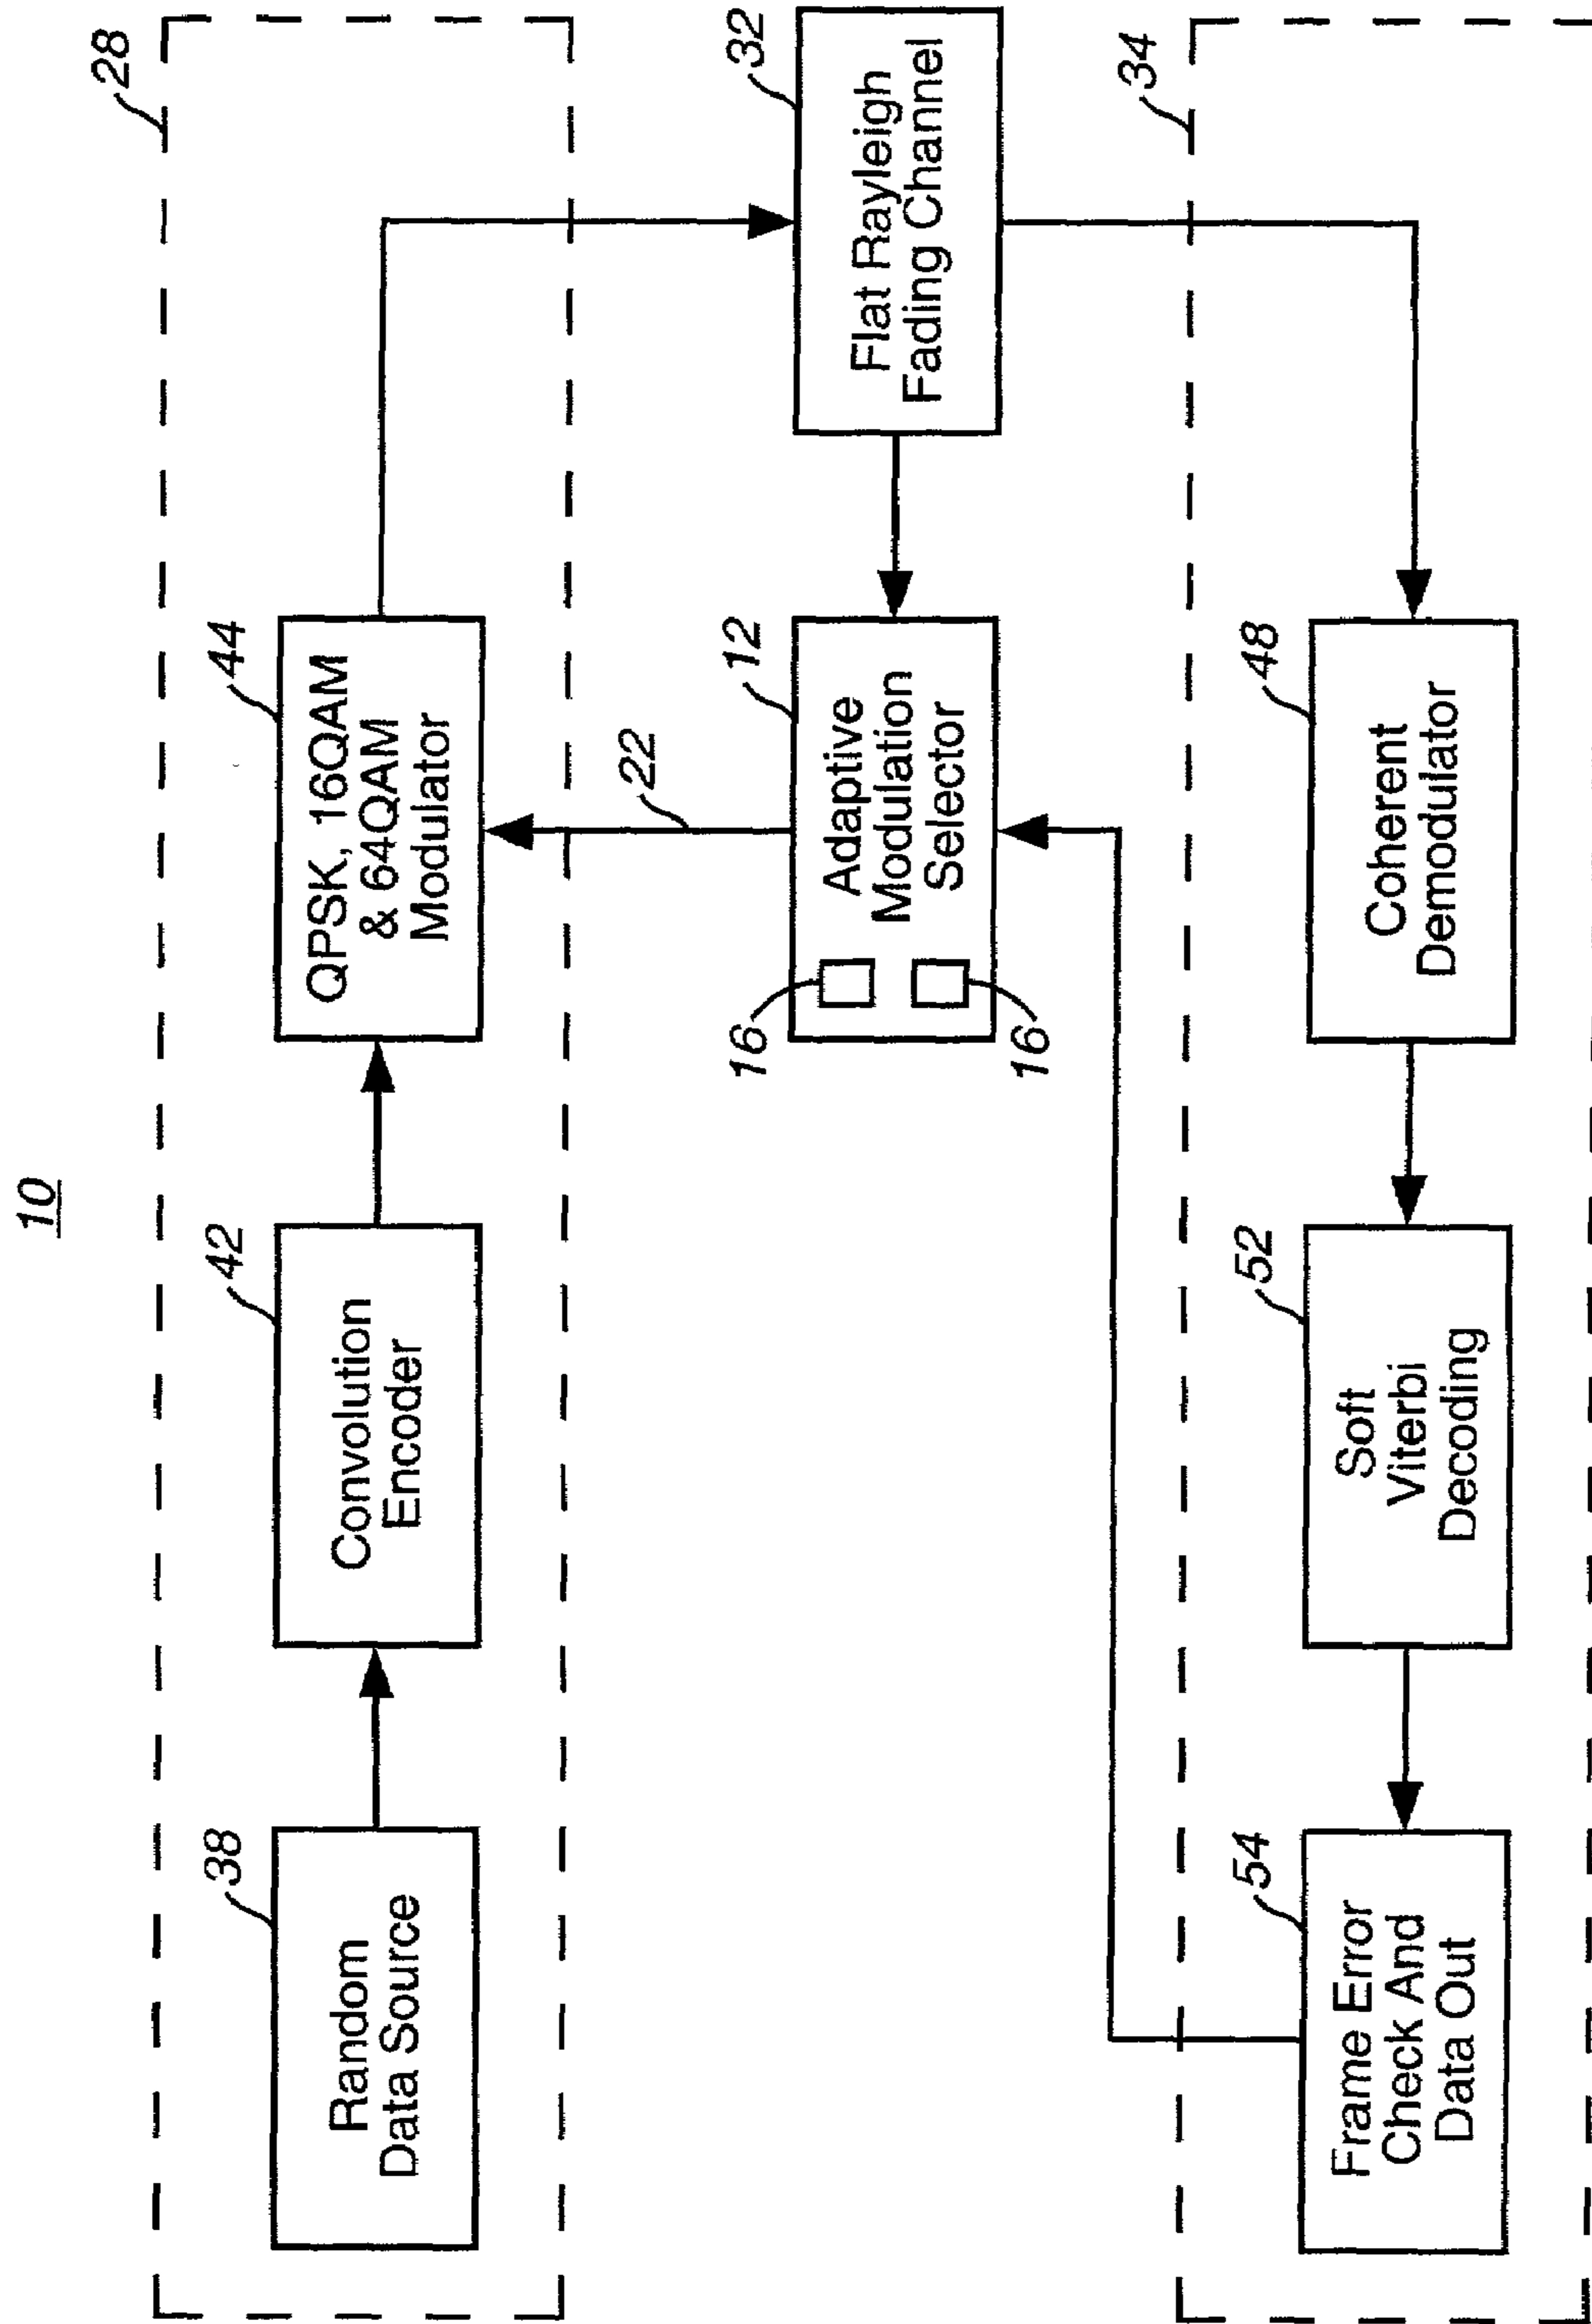 10
28
38
Random
Data Source
42
Convolution
Encoder
44
QPSK, 16QAM
& 64QAM
Modulator
22
16
16
12
Adaptive
Modulation
Selector
32
Flat Rayleigh
Fading Channel
34
54
Frame Error
Check And
Data Out
52
Soft
Viterbi
Decoding
48
Coherent
Demodulator